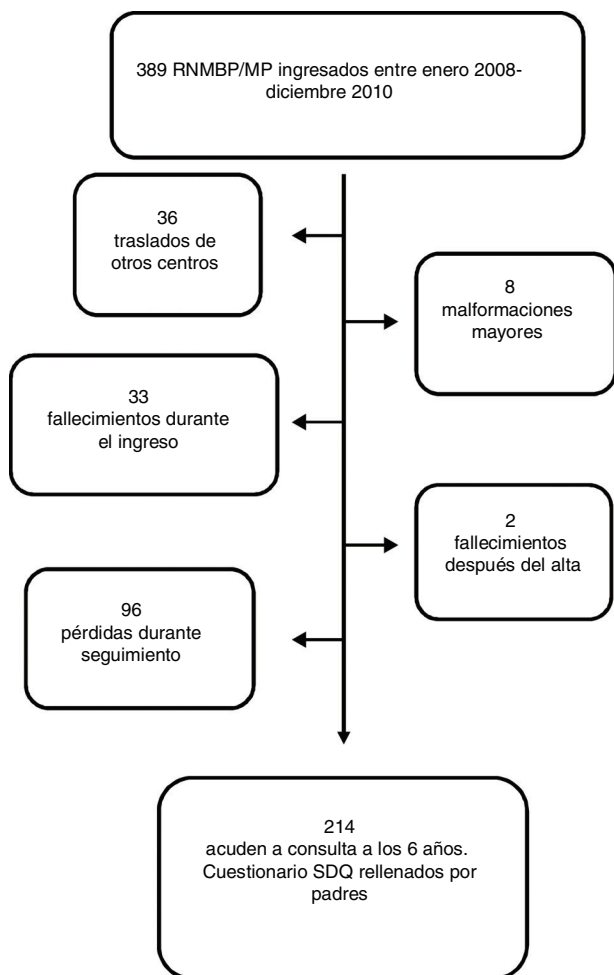 389 RNMBP/MP ingresados entre enero 2008-
diciembre 2010
36
traslados de
otros centros
8
malformaciones
mayores
33
fallecimientos durante
el ingreso
2
fallecimientos
después del alta
96
pérdidas durante
seguimiento
214
acuden a consulta a los 6 años.
Cuestionario SDQ rellenados por
padres